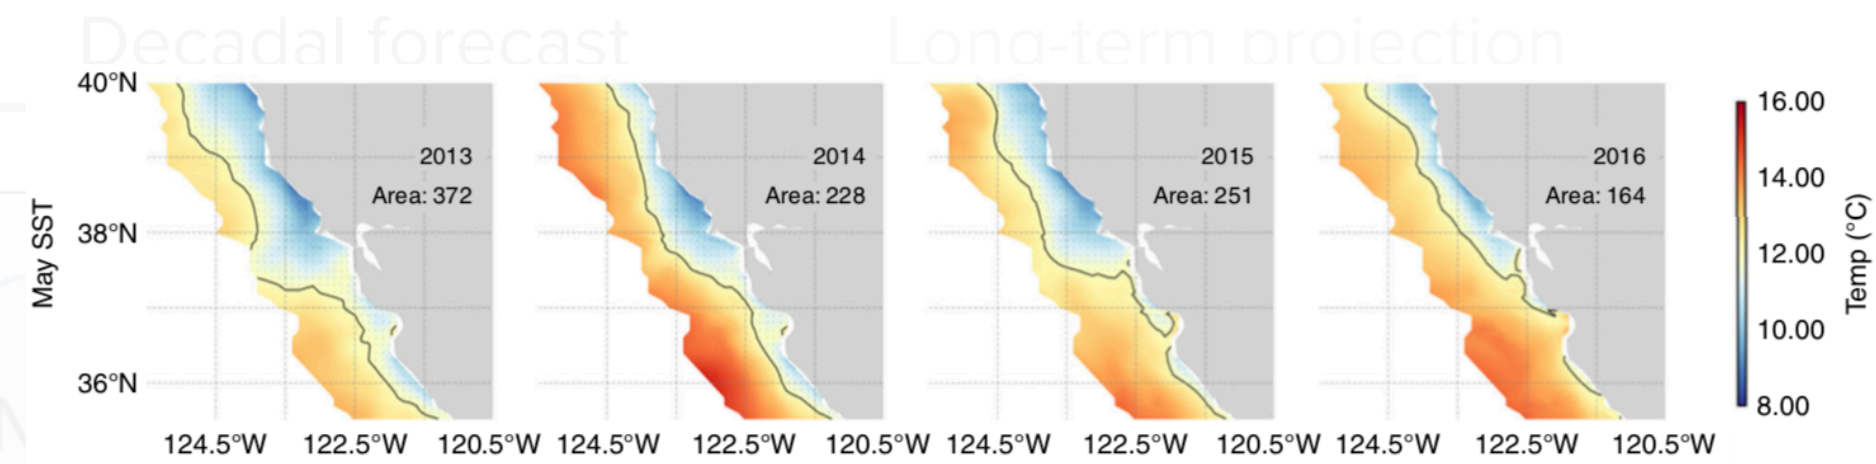 Decadal forecast
Long-term projection
40°N
38°N
36°N
May SST
2013
Area: 372
2014
Area: 228
2015
Area: 251
2016
Area: 164
124.5°W 122.5°W 120.5°W 124.5°W 122.5°W 120.5°W 124.5°W 122.5°W 120.5°W 124.5°W 122.5°W 120.5°W
16.00
14.00
12.00
10.00
8.00
Temp (°C)